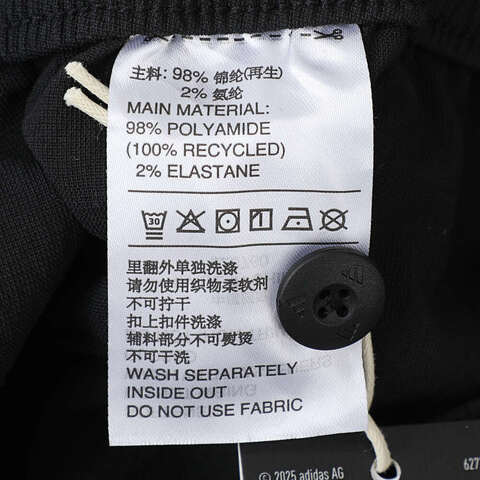 主料: 98% 锦纶(再生)
2% 氨纶
MAIN MATERIAL:
98% POLYAMIDE
(100% RECYCLED)
2% ELASTANE
30
里翻外单独洗涤
请勿使用织物柔软剂
不可拧干
扣上扣件洗涤
辅料部分不可熨烫
不可干洗
WASH SEPARATELY
INSIDE OUT
DO NOT USE FABRIC
© 2025 adidas AG
627